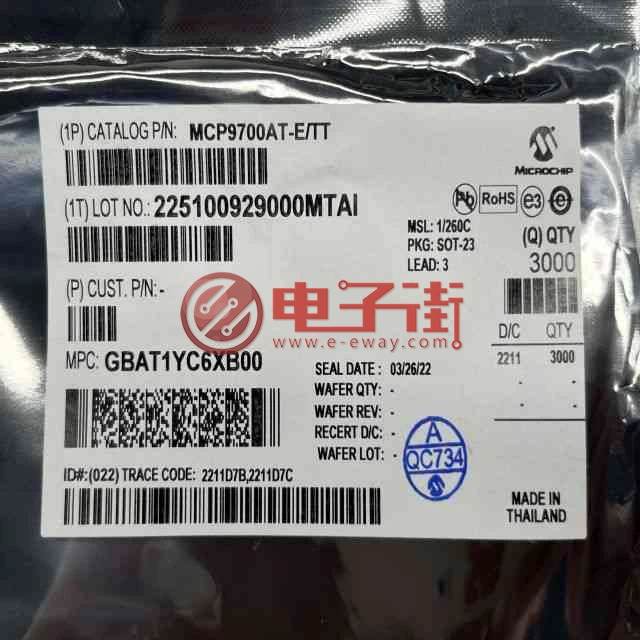 (1P) CATALOG P/N: MCP9700AT-E/TT
MICROCHIP
(1T) LOT NO.: 225100929000MTAI
Pb RoHS e3 e
MSL: 1/260C
PKG: SOT-23
LEAD: 3
(Q) QTY
3000
(P) CUST. P/N: -
电子街
www.e-eway.com
MPC: GBAT1YC6XB00
D/C QTY
2211 3000
- -
- -
SEAL DATE : 03/26/22
WAFER QTY: -
WAFER REV: -
RECERT D/C: -
WAFER LOT: -
A
QC734
ID#:(022) TRACE CODE: 2211D7B,2211D7C
MADE IN
THAILAND